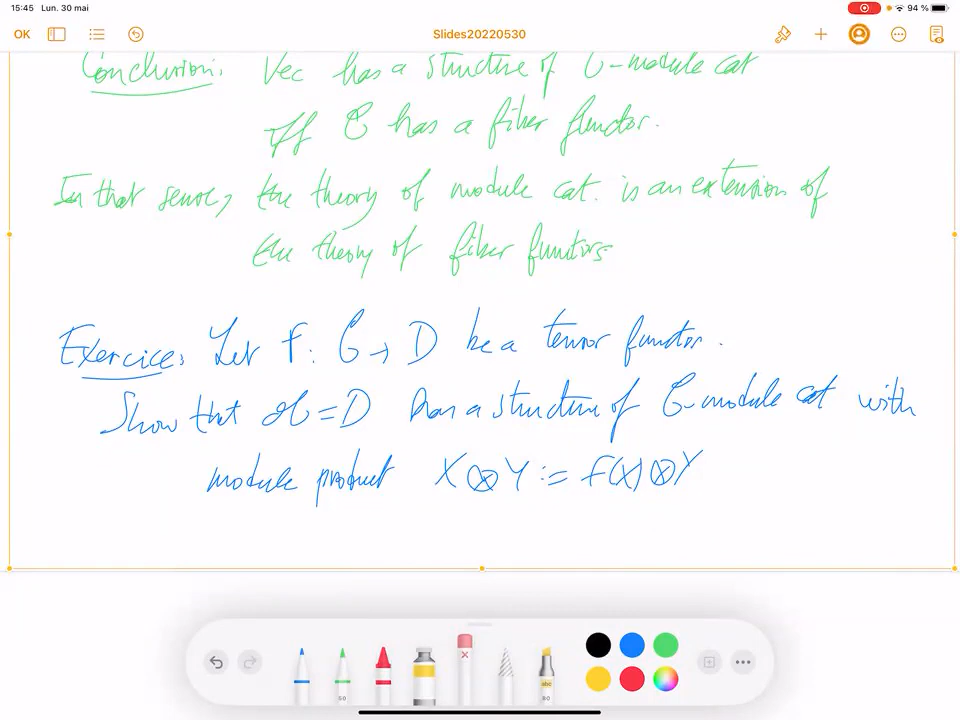 15:45 Lun. 30 mai
94 %
OK
Slides20220530
Conclusion: Vec has a structure of C-module cat
iff C has a fiber functor.
In that sense, the theory of module cat. is an extension of
the theory of fiber functors
Exercice: Let F: C → D be a tensor functor.
Show that M = D has a structure of C-module cat with
module product X ⊗ Y := F(X) ⊗ Y
50
80